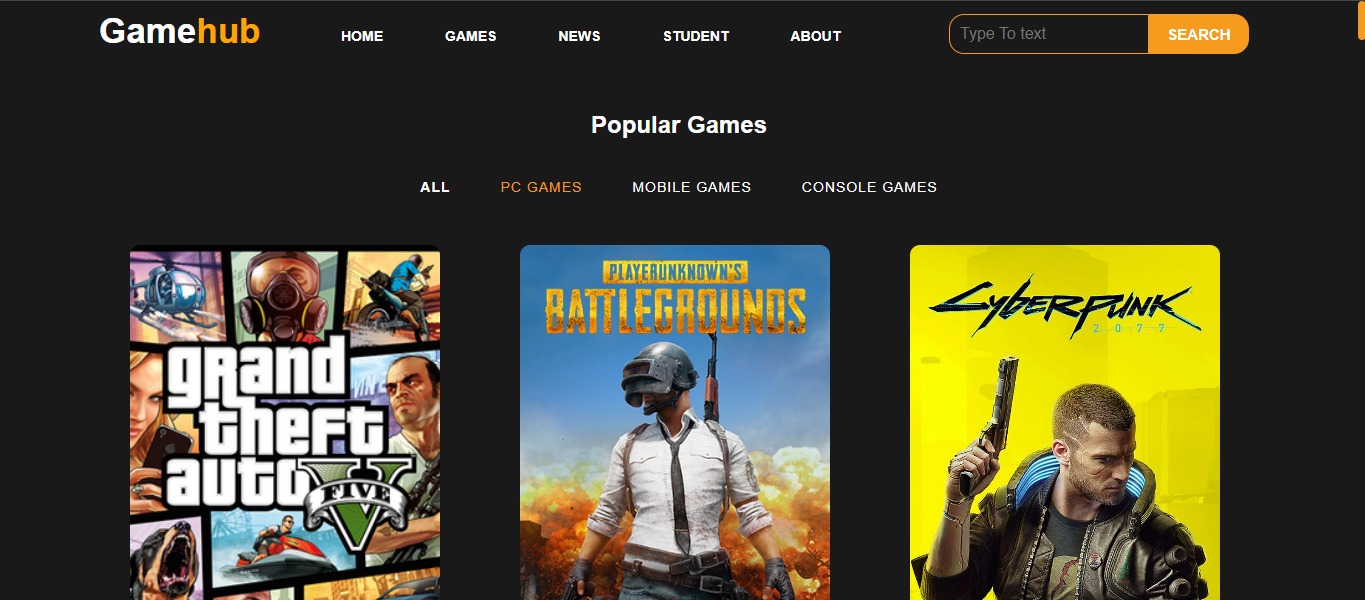 Gamehub
HOME GAMES NEWS STUDENT ABOUT
Type To text SEARCH
Popular Games
ALL PC GAMES MOBILE GAMES CONSOLE GAMES
grand
theft
auto V
FIVE
PLAYERUNKNOWN'S
BATTLEGROUNDS
Cyberpunk
2077